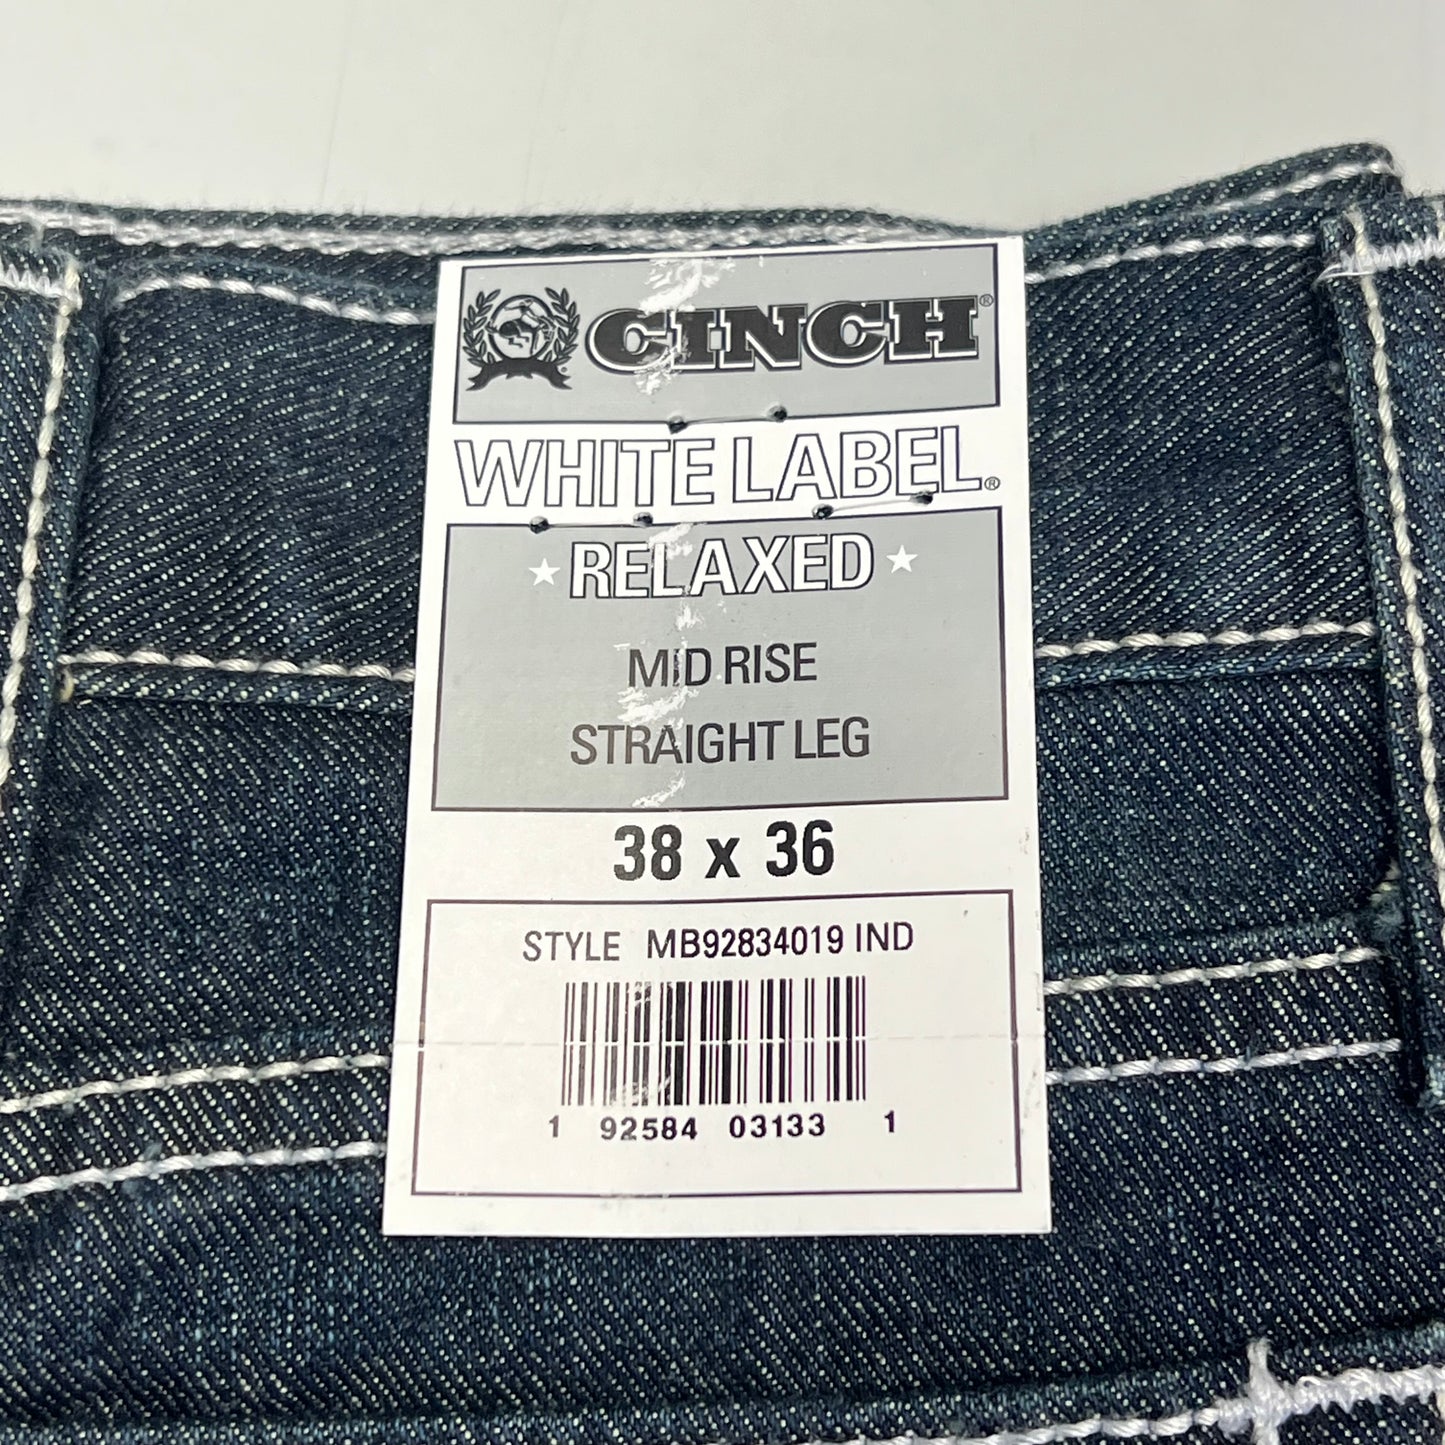 CINCH®
WHITE LABEL®
RELAXED
MID RISE
STRAIGHT LEG
38 x 36
STYLE MB92834019 IND
1 92584 03133 1